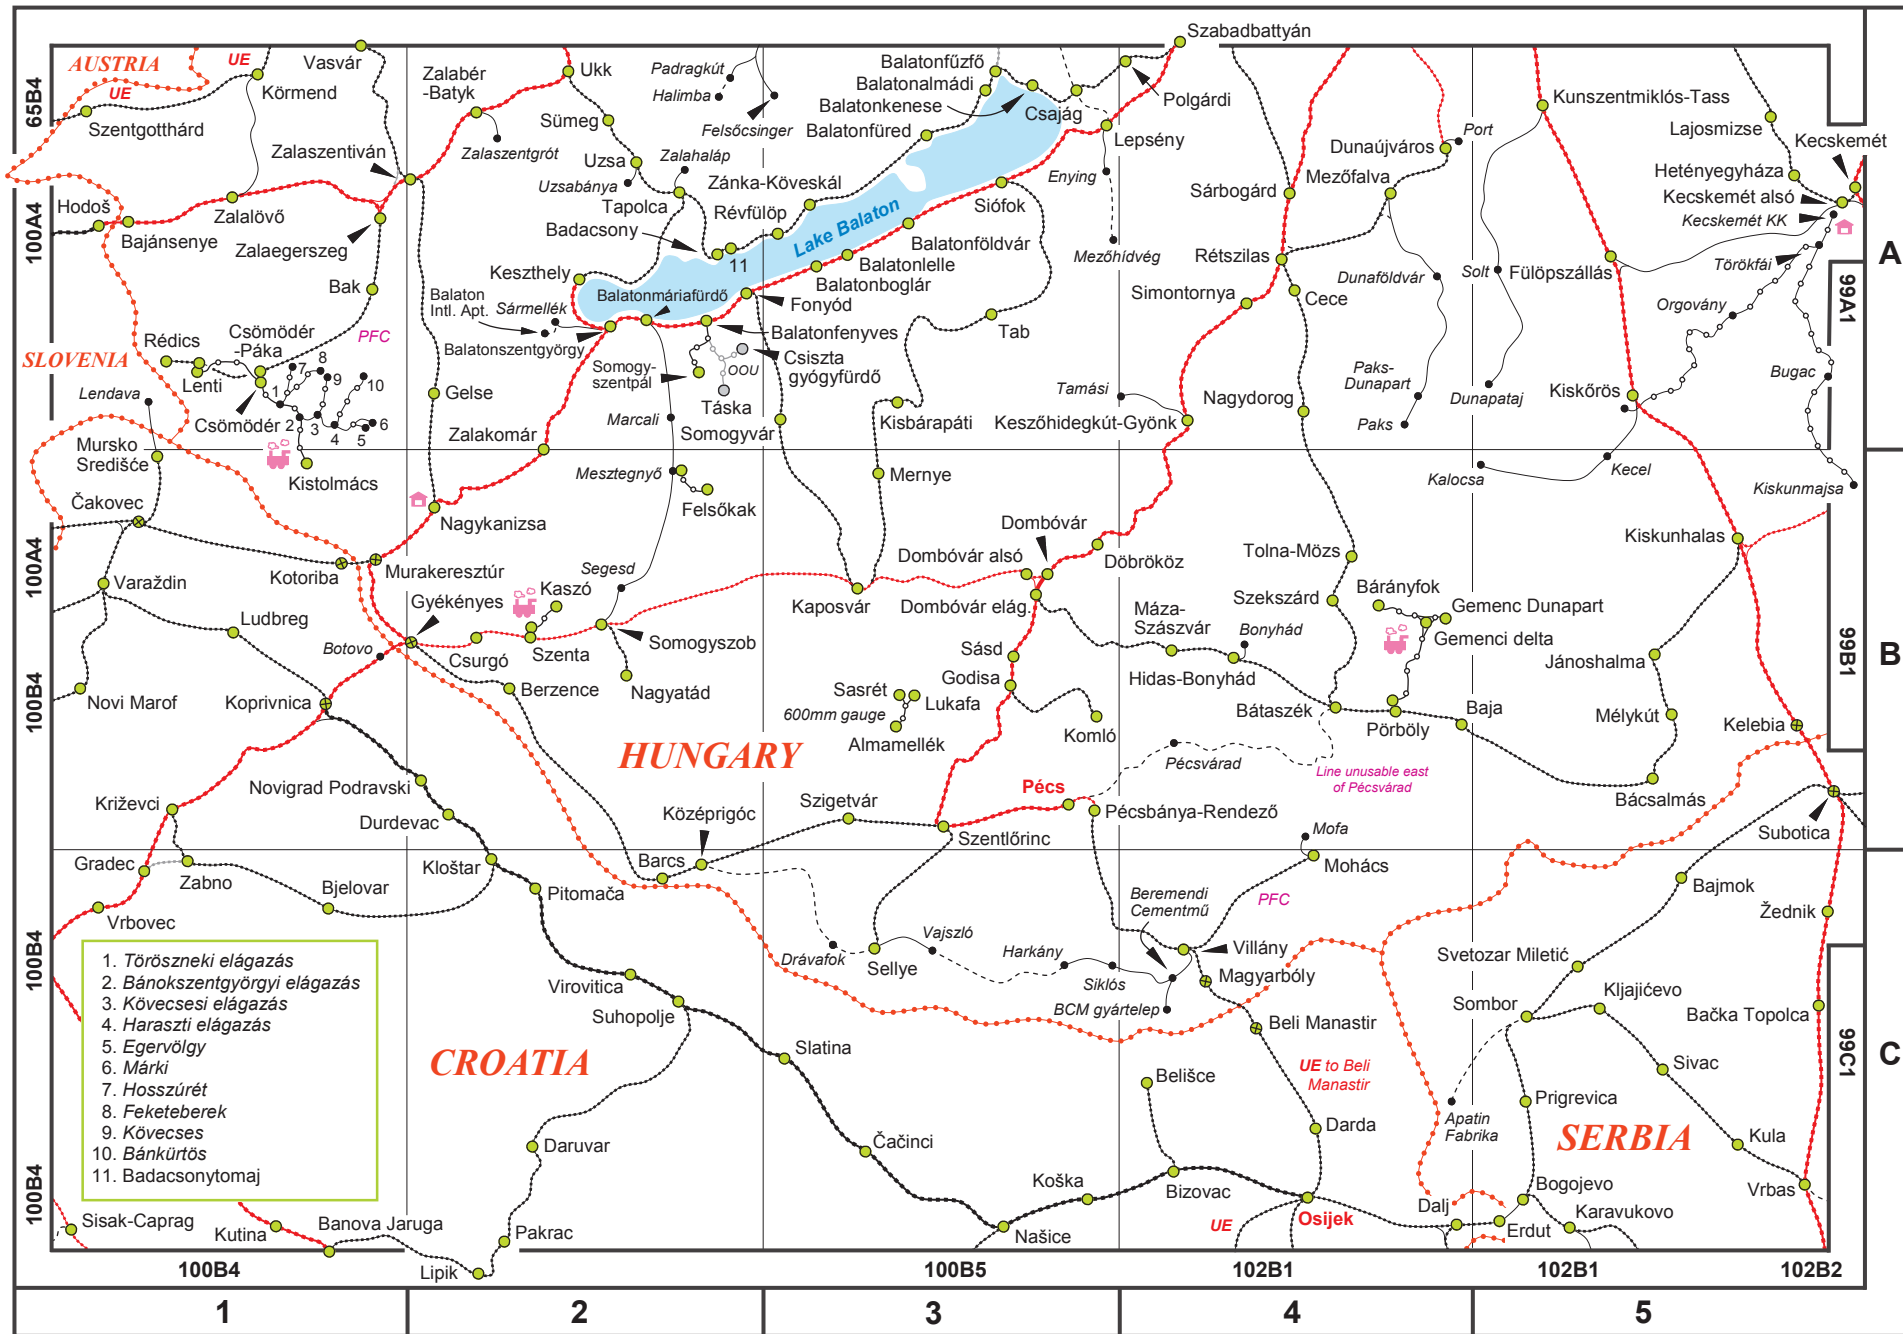 Szabadbattyán
AUSTRIA
UE
Vasvár
Zalabér
-Batyk
Ukk
Padragkút
Halimba
Balatonfűzfő
Balatonalmádi
Balatonkenese
Balatonfüred
Csajág
Polgárdi
Kunszentmiklós-Tass
65B4
UE
Körmend
Szentgotthárd
Sümeg
Felsőcsinger
Lepsény
Port
Lajosmizse
Kecskemét
Zalaszentiván
Zalaszentgrót
Uzsa
Zalahaláp
Uzsabánya
Enying
Dunaújváros
Mezőfalva
Hetényegyháza
Kecskemét alsó
Kecskemét KK
Hodoš
Zalalövő
Bajánsenye
Zalaegerszeg
Tapolca
Zánka-Köveskál
Révfülöp
Badacsony
11
Lake Balaton
Siófok
Sárbogárd
100A4
A
Keszthely
Balatonföldvár
Balatonlelle
Balatonboglár
Mezőhídvég
Rétszilas
Dunaföldvár
Solt
Fülöpszállás
Törökfái
Bak
Balaton
Intl. Apt.
Sármellék
Balatonmáriafürdő
Fonyód
Simontornya
Cece
Orgovány
99A1
Rédics
Csömödér
-Páka
PFC
Balatonszentgyörgy
Balatonfenyves
Tab
SLOVENIA
Lenti
Somogy-
szentpál
OOU
Csiszta
gyógyfürdő
Paks-
Dunapart
Bugac
Lendava
7
8
9
10
1
2
3
4
5
6
Csömödér
Gelse
Táska
Marcali
Somogyvár
Kisbárapáti
Tamási
Keszőhidegkút-Gyönk
Nagydorog
Paks
Dunapataj
Kiskőrös
Mursko
Središće
Zalakomár
Kistolmács
Mesztegnyő
Felsőkak
Mernye
Kalocsa
Kecel
Kiskunmajsa
Čakovec
Nagykanizsa
Dombóvár
Dombóvár alsó
Döbrököz
Tolna-Mözs
Kiskunhalas
100A4
Kotoriba
Murakeresztúr
Varaždin
Gyékényes
Kaszó
Segesd
Kaposvár
Dombóvár elág.
Máza-
Szászvár
Szekszárd
Bárányfok
Gemenc Dunapart
Gemenci delta
Ludbreg
Botovo
Csurgó
Szenta
Somogyszob
Sásd
Bonyhád
Jánoshalma
B
99B1
Novi Marof
Koprivnica
Berzence
Nagyatád
Sasrét
Lukafa
600mm gauge
Almamellék
Godisa
Komló
Hidas-Bonyhád
Bátaszék
Pörböly
Baja
Mélykút
Kelebia
100B4
HUNGARY
Pécsvárad
Line unusable east
of Pécsvárad
Novigrad Podravski
Bácsalmás
Križevci
Durdevac
Középrigóc
Szigetvár
Pécs
Pécsbánya-Rendező
Szentlőrinc
Mofa
Subotica
Gradec
Zabno
Kloštar
Barcs
Mohács
Bjelovar
Pitomača
Beremendi
Cementmű
PFC
Bajmok
Vrbovec
Žednik
1. Töröszneki elágazás
2. Bánokszentgyörgyi elágazás
3. Kövecsesi elágazás
4. Haraszti elágazás
5. Egervölgy
6. Márki
7. Hosszúrét
8. Feketeberek
9. Kövecses
10. Bánkürtös
11. Badacsonytomaj
100B4
Drávafok
Sellye
Vajszló
Harkány
Siklós
BCM gyártelep
Villány
Magyarbóly
Svetozar Miletić
Virovitica
Suhopolje
Beli Manastir
Sombor
Kljajićevo
Bačka Topolca
CROATIA
Slatina
Belišce
UE to Beli
Manastir
Sivac
C
99C1
Daruvar
Darda
Apatin
Fabrika
Prigrevica
SERBIA
Kula
Čačinci
100B4
Koška
Bizovac
Bogojevo
Vrbas
Sisak-Caprag
Kutina
Banova Jaruga
Pakrac
Našice
UE
Osijek
Dalj
Erdut
Karavukovo
Lipik
100B4
100B5
102B1
102B1
102B2
1
2
3
4
5